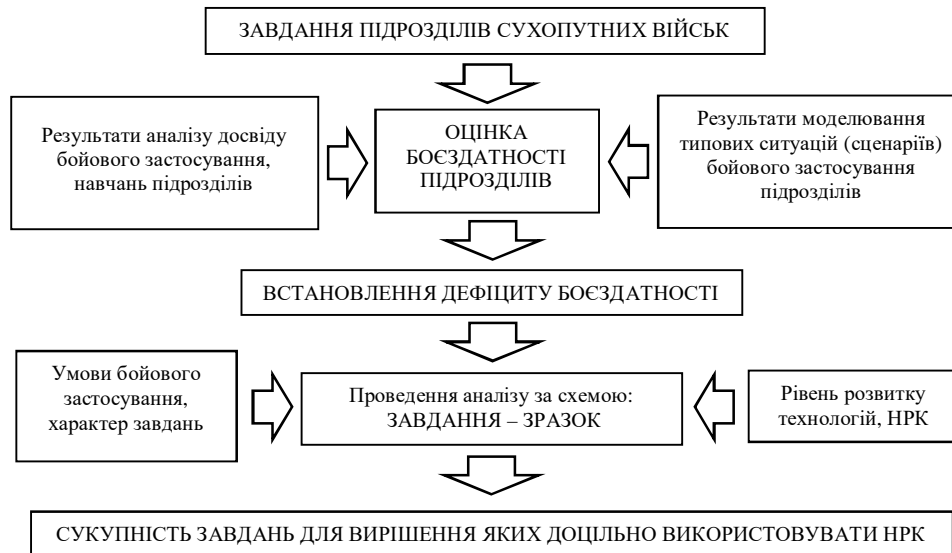 ЗАВДАННЯ ПІДРОЗДІЛІВ СУХОПУТНИХ ВІЙСЬК
Результати аналізу досвіду
бойового застосування,
навчань підрозділів
ОЦІНКА
БОЄЗДАТНОСТІ
ПІДРОЗДІЛІВ
Результати моделювання
типових ситуацій (сценаріїв)
бойового застосування
підрозділів
ВСТАНОВЛЕННЯ ДЕФІЦИТУ БОЄЗДАТНОСТІ
Умови бойового
застосування,
характер завдань
Проведення аналізу за схемою:
ЗАВДАННЯ – ЗРАЗОК
Рівень розвитку
технологій, НРК
СУКУПНІСТЬ ЗАВДАНЬ ДЛЯ ВИРІШЕННЯ ЯКИХ ДОЦІЛЬНО ВИКОРИСТОВУВАТИ НРК